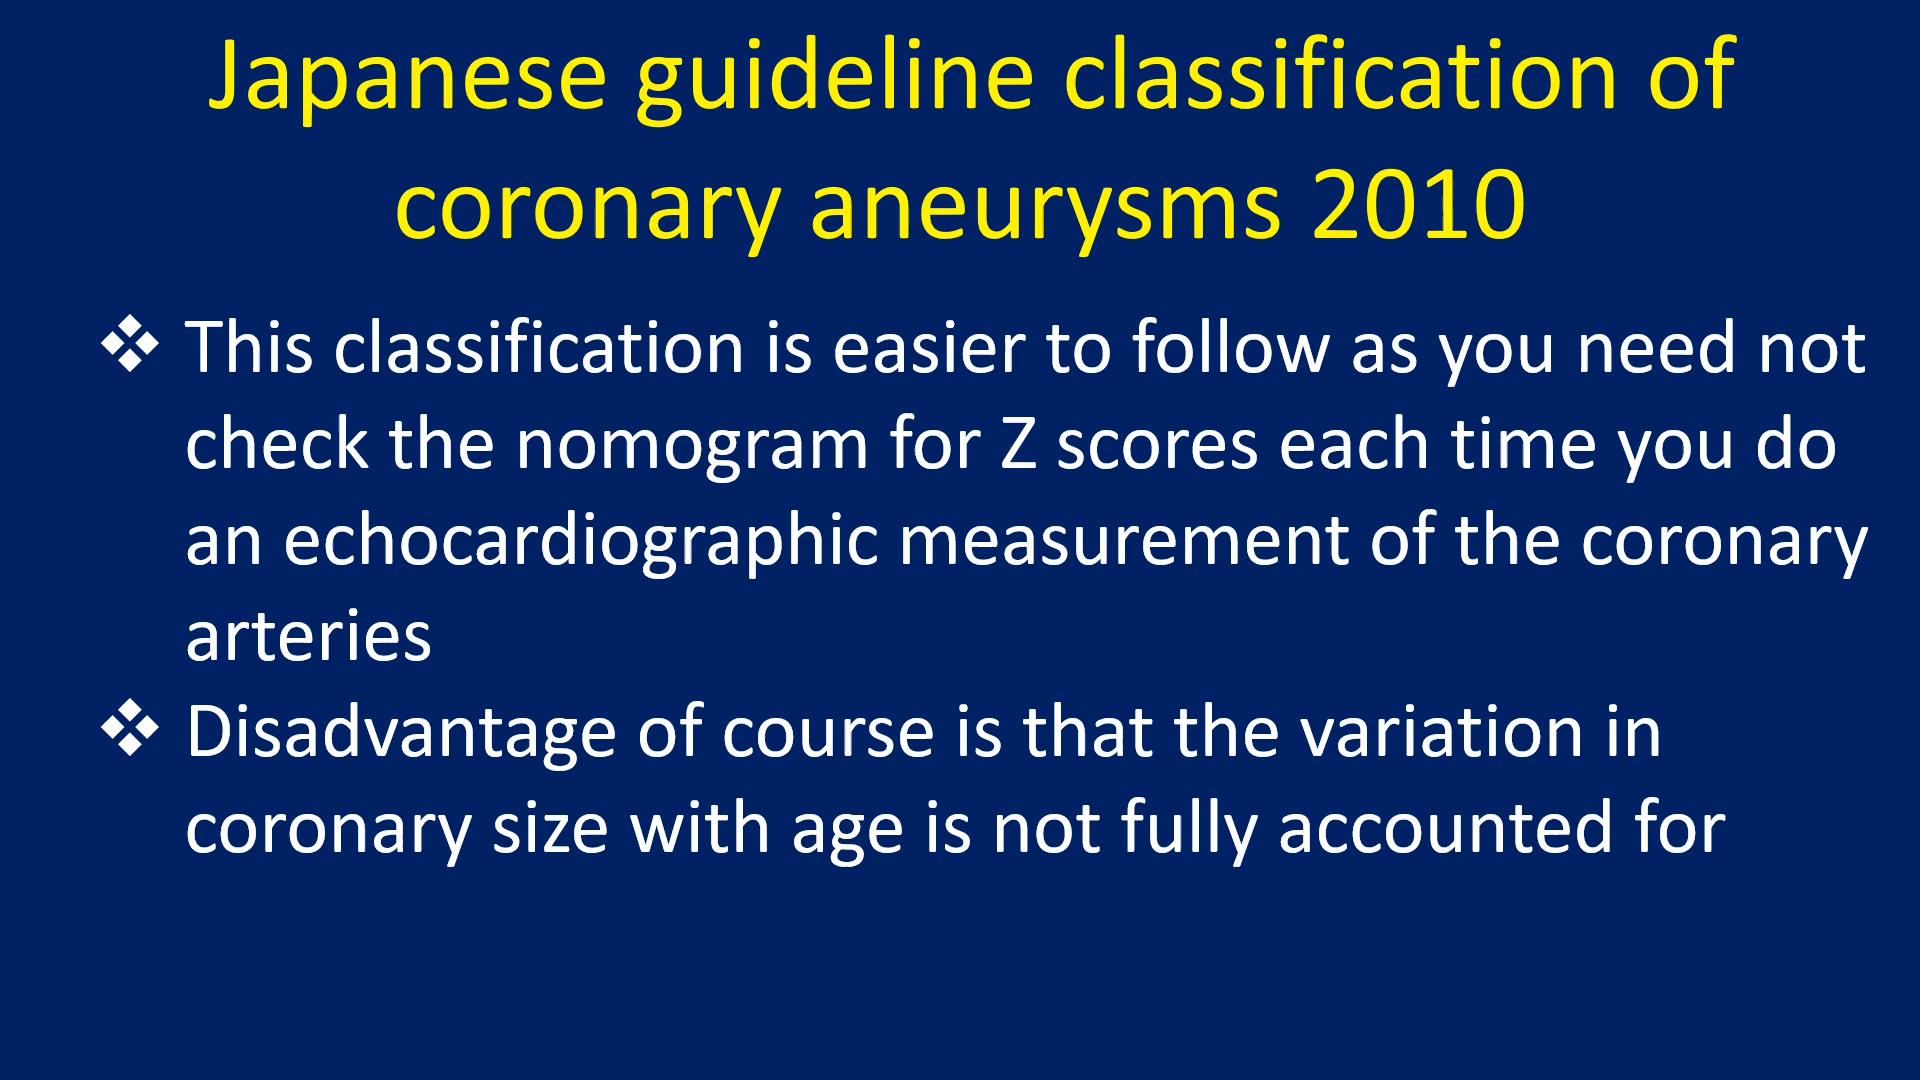 Japanese guideline classification of
coronary aneurysms 2010
❖ This classification is easier to follow as you need not
check the nomogram for Z scores each time you do
an echocardiographic measurement of the coronary
arteries
❖ Disadvantage of course is that the variation in
coronary size with age is not fully accounted for